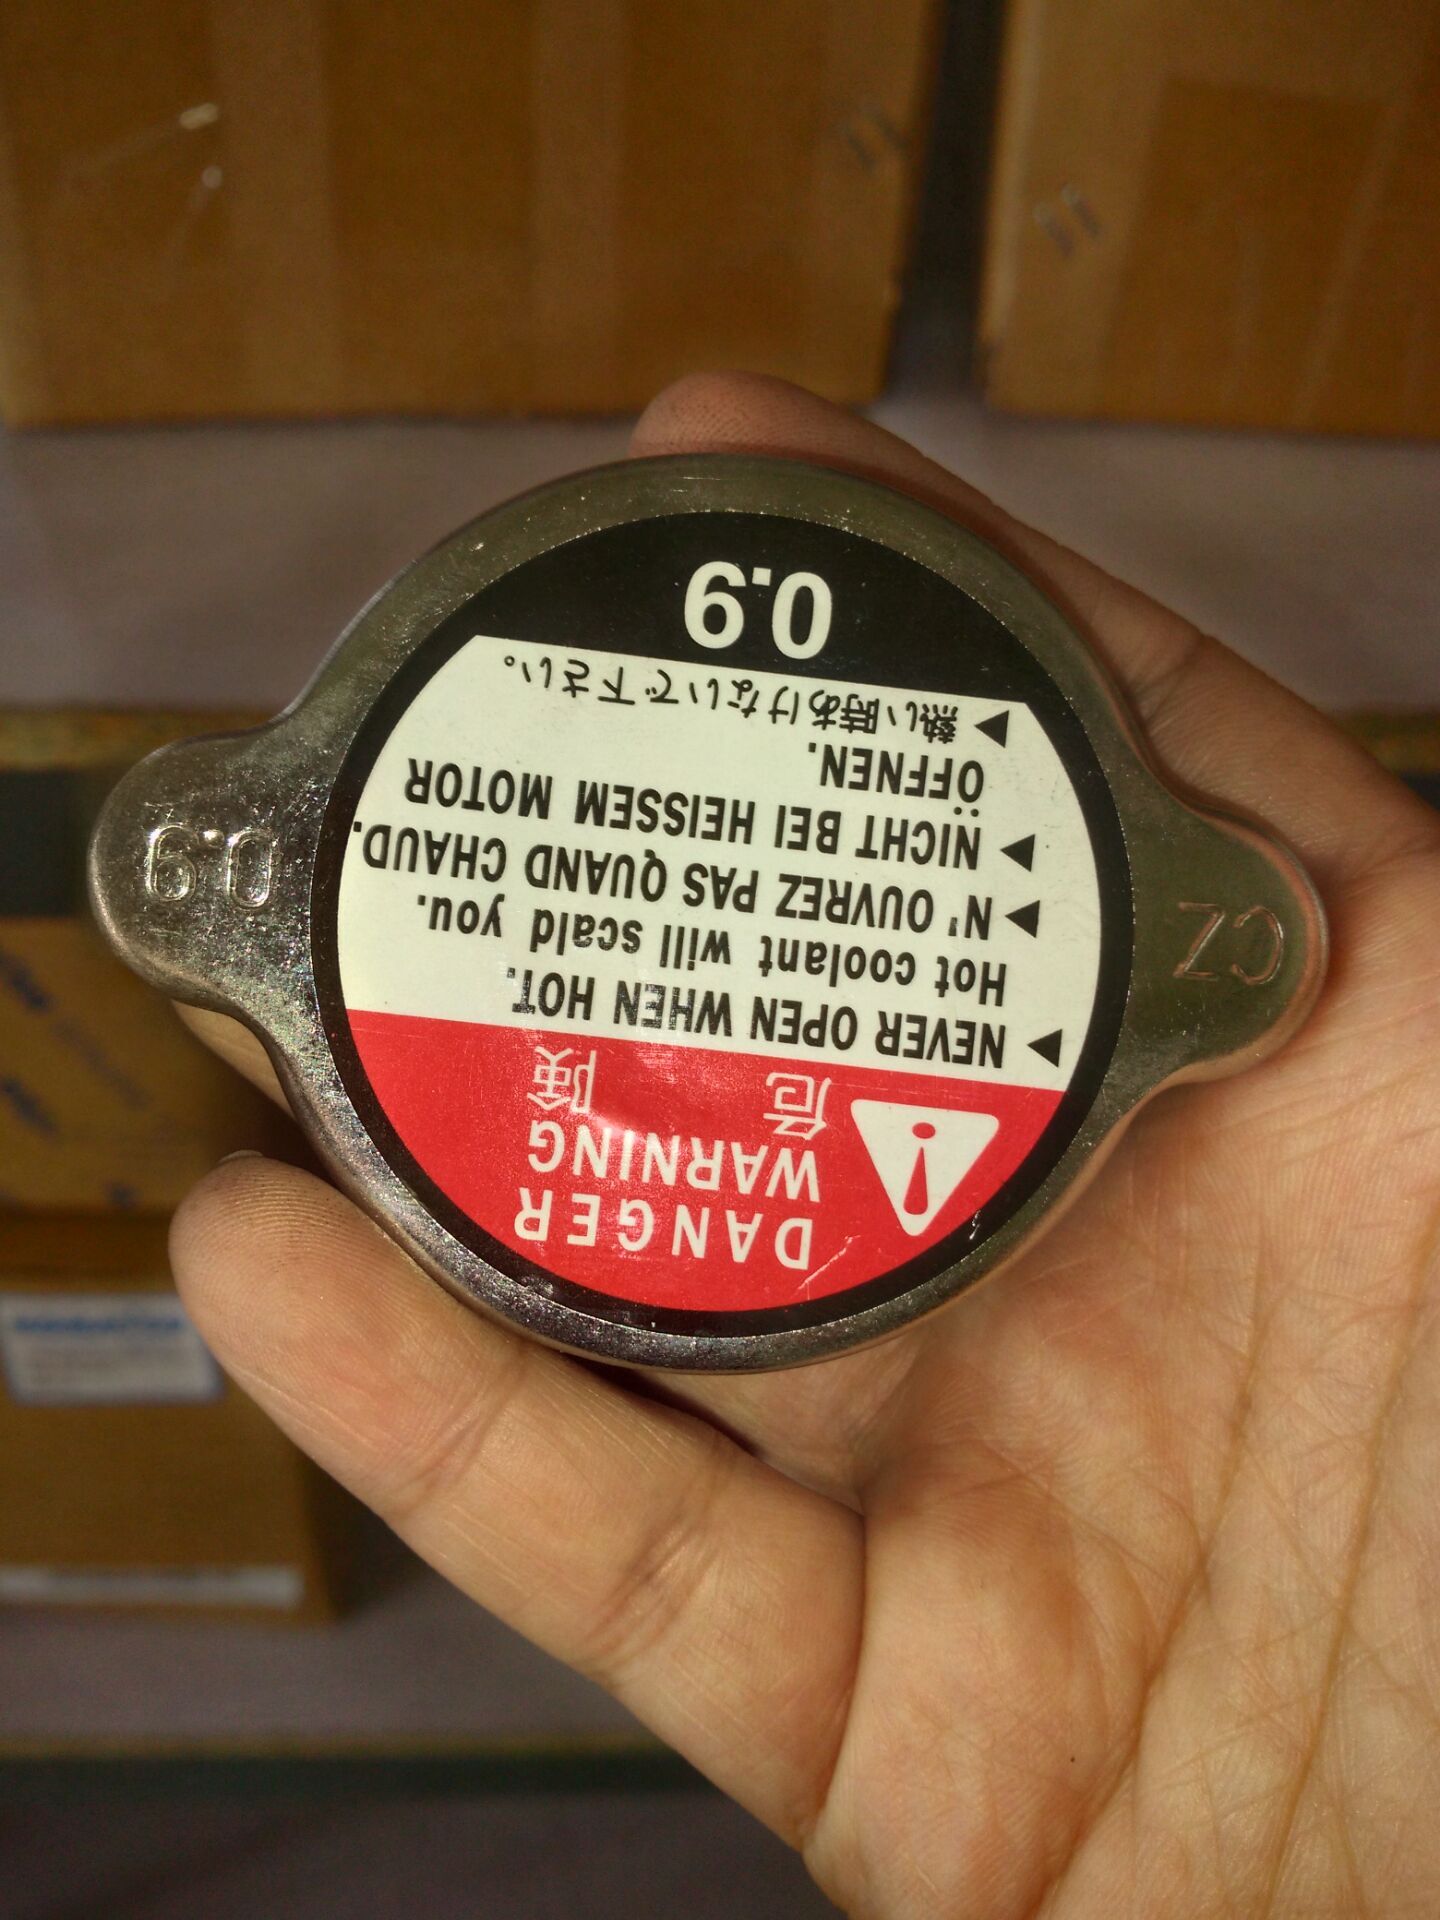 DANGER
WARNING
危 険
▶ NEVER OPEN WHEN HOT.
Hot coolant will scald you.
▶ N' OUVREZ PAS QUAND CHAUD.
▶ NICHT BEI HEISSEM MOTOR
ÖFFNEN.
▶ 熱い時あけないで下さい。
0.9
CZ
0.9